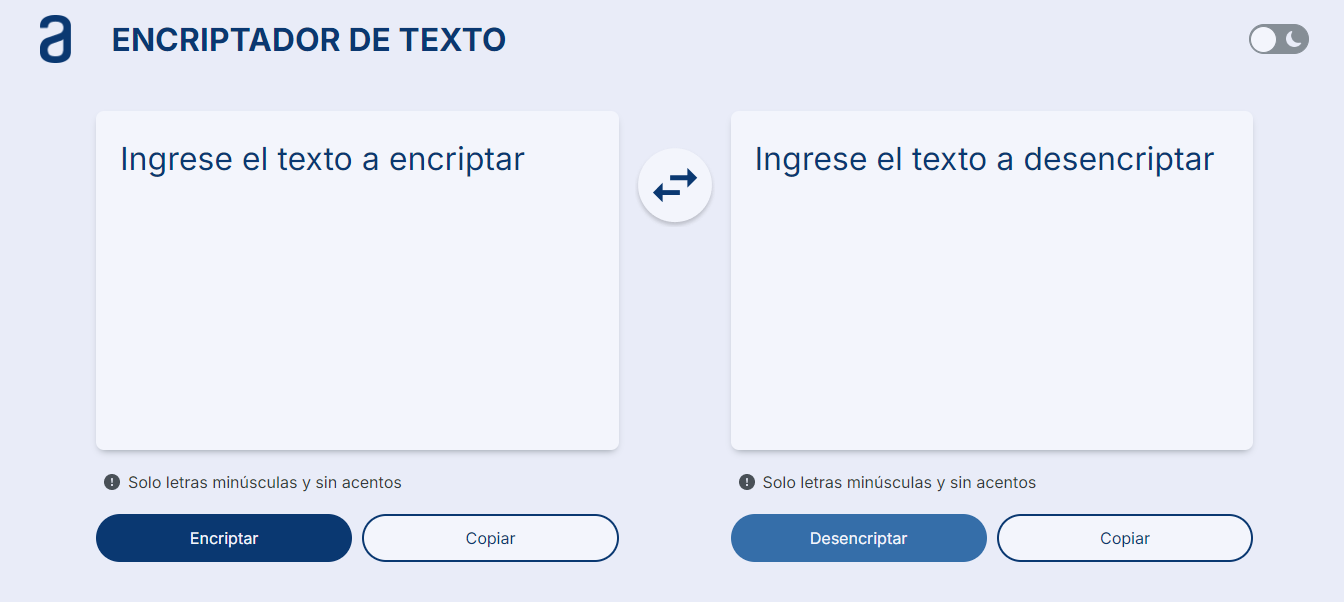 a
ENCRIPTADOR DE TEXTO
Ingrese el texto a encriptar
Solo letras minúsculas y sin acentos
Encriptar
Copiar
Ingrese el texto a desencriptar
Solo letras minúsculas y sin acentos
Desencriptar
Copiar